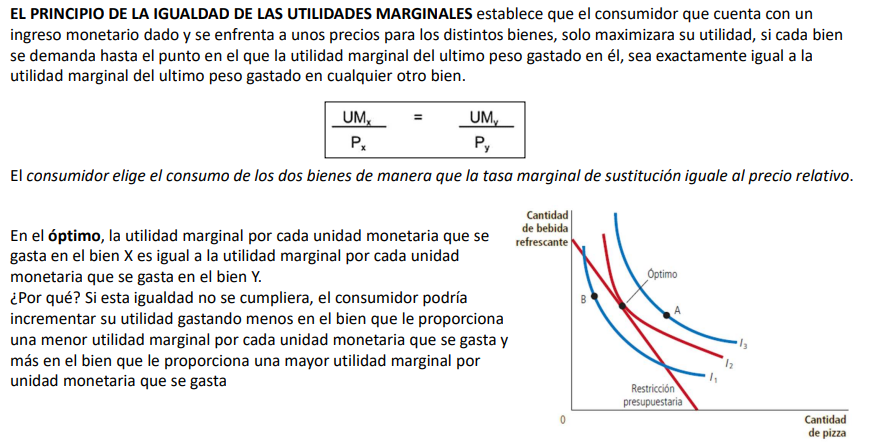 EL PRINCIPIO DE LA IGUALDAD DE LAS UTILIDADES MARGINALES establece que el consumidor que cuenta con un
ingreso monetario dado y se enfrenta a unos precios para los distintos bienes, solo maximizara su utilidad, si cada bien
se demanda hasta el punto en el que la utilidad marginal del ultimo peso gastado en él, sea exactamente igual a la
utilidad marginal del ultimo peso gastado en cualquier otro bien.
UMx = UMy
Px Py
El consumidor elige el consumo de los dos bienes de manera que la tasa marginal de sustitución iguale al precio relativo.
En el óptimo, la utilidad marginal por cada unidad monetaria que se
gasta en el bien X es igual a la utilidad marginal por cada unidad
monetaria que se gasta en el bien Y.
¿Por qué? Si esta igualdad no se cumpliera, el consumidor podría
incrementar su utilidad gastando menos en el bien que le proporciona
una menor utilidad marginal por cada unidad monetaria que se gasta y
más en el bien que le proporciona una mayor utilidad marginal por
unidad monetaria que se gasta
Cantidad
de bebida
refrescante
Óptimo
B
A
I3
I2
I1
Restricción
presupuestaria
0
Cantidad
de pizza